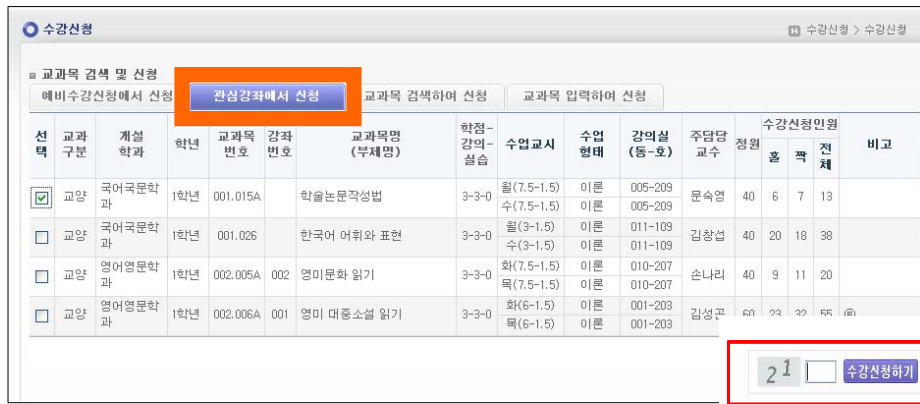 수강신청
수강신청 > 수강신청
교과목 검색 및 신청
예비수강신청에서 신청 관심강좌에서 신청 교과목 검색하여 신청 교과목 입력하여 신청
선택 교과구분 개설학과 학년 교과목번호 강좌번호 교과목명(부제명) 학점-강의-실습 수업교시 수업형태 강의실(동-호) 주담당교수 정원 수강신청인원 홀 짝 전체 비고
교양 국어국문학과 1학년 001.015A 학술논문작성법 3-3-0 월(7.5-1.5) 이론 005-209 문숙영 40 6 7 13
수(7.5-1.5) 이론 005-209
교양 국어국문학과 1학년 001.026 한국어 어휘와 표현 3-3-0 월(3-1.5) 이론 011-109 김창섭 40 20 18 38
수(3-1.5) 이론 011-109
교양 영어영문학과 1학년 002.005A 002 영미문화 읽기 3-3-0 화(7.5-1.5) 이론 010-207 손나리 40 9 11 20
목(7.5-1.5) 이론 010-207
교양 영어영문학과 1학년 002.006A 001 영미 대중소설 읽기 3-3-0 화(6-1.5) 이론 001-203 김성곤 60 23 32 55 ®
목(6-1.5) 이론 001-203
21 수강신청하기